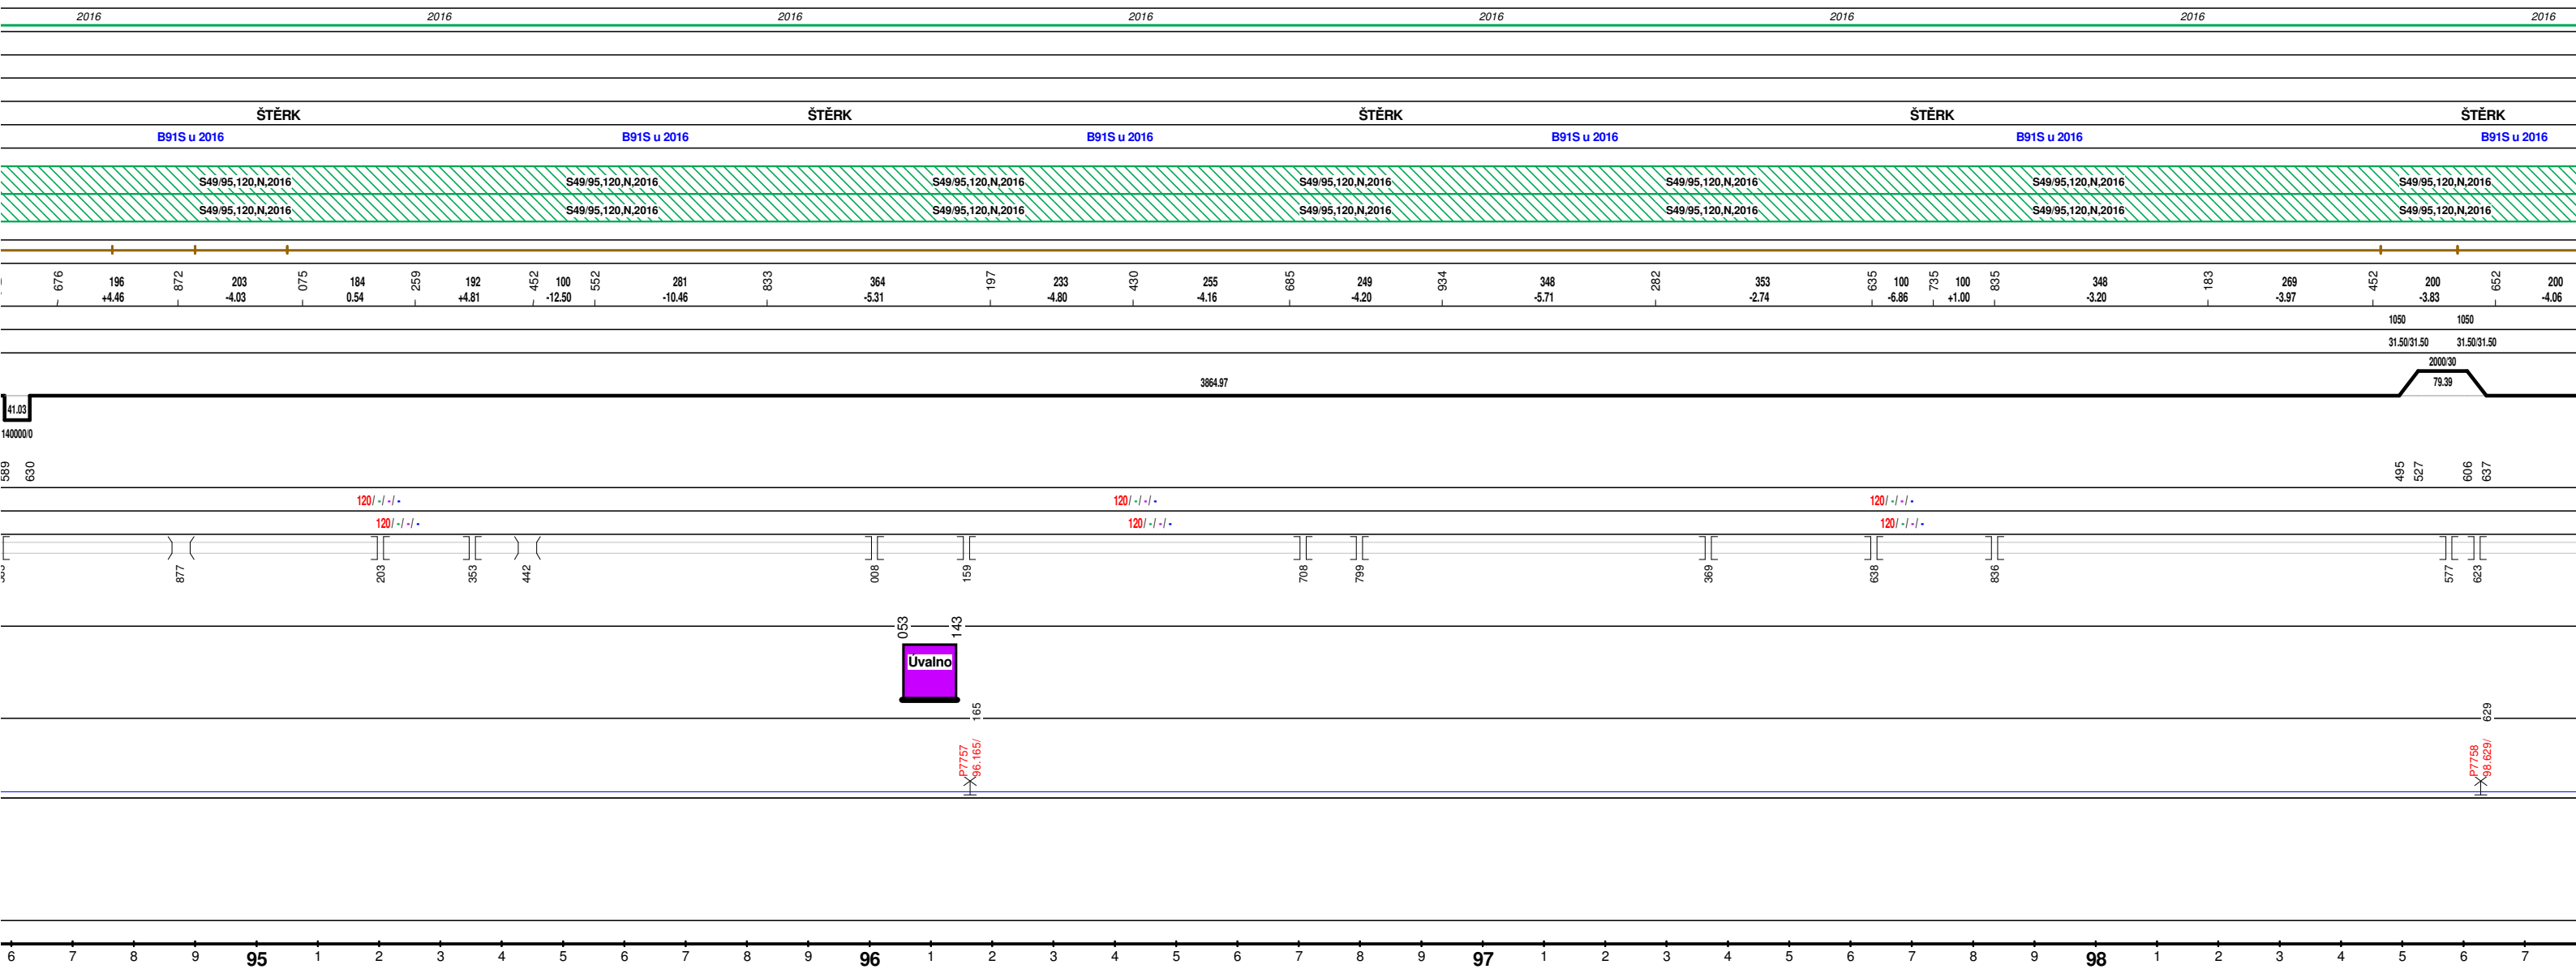 2016 2016 2016 2016 2016 2016 2016 2016
ŠTĚRK ŠTĚRK ŠTĚRK ŠTĚRK ŠTĚRK
B91S u 2016 B91S u 2016 B91S u 2016 B91S u 2016 B91S u 2016 B91S u 2016
S49/95,120,N,2016 S49/95,120,N,2016 S49/95,120,N,2016 S49/95,120,N,2016 S49/95,120,N,2016 S49/95,120,N,2016 S49/95,120,N,2016
S49/95,120,N,2016 S49/95,120,N,2016 S49/95,120,N,2016 S49/95,120,N,2016 S49/95,120,N,2016 S49/95,120,N,2016 S49/95,120,N,2016
676 196 872 203 075 184 259 192 452 100 552 281 833 364 197 233 430 255 685 249 934 348 282 353 635 100 735 100 835 348 183 269 452 200 652 200
+4.46 -4.03 0.54 +4.81 -12.50 -10.46 -5.31 -4.80 -4.16 -4.20 -5.71 -2.74 -6.86 +1.00 -3.20 -3.97 -3.83 -4.06
1050 1050
31.50/31.50 31.50/31.50
2000/30
3864.97 79.39
41.03
140000/0
589 630 495 527 606 637
120/ -/ -/ - 120/ -/ -/ - 120/ -/ -/ -
120/ -/ -/ - 120/ -/ -/ - 120/ -/ -/ -
877 203 353 442 008 159 708 799 369 638 836 577 623
053 143
Úvalno
165 629
P7757 96.165/ P7758 98.629/
6 7 8 9 95 1 2 3 4 5 6 7 8 9 96 1 2 3 4 5 6 7 8 9 97 1 2 3 4 5 6 7 8 9 98 1 2 3 4 5 6 7